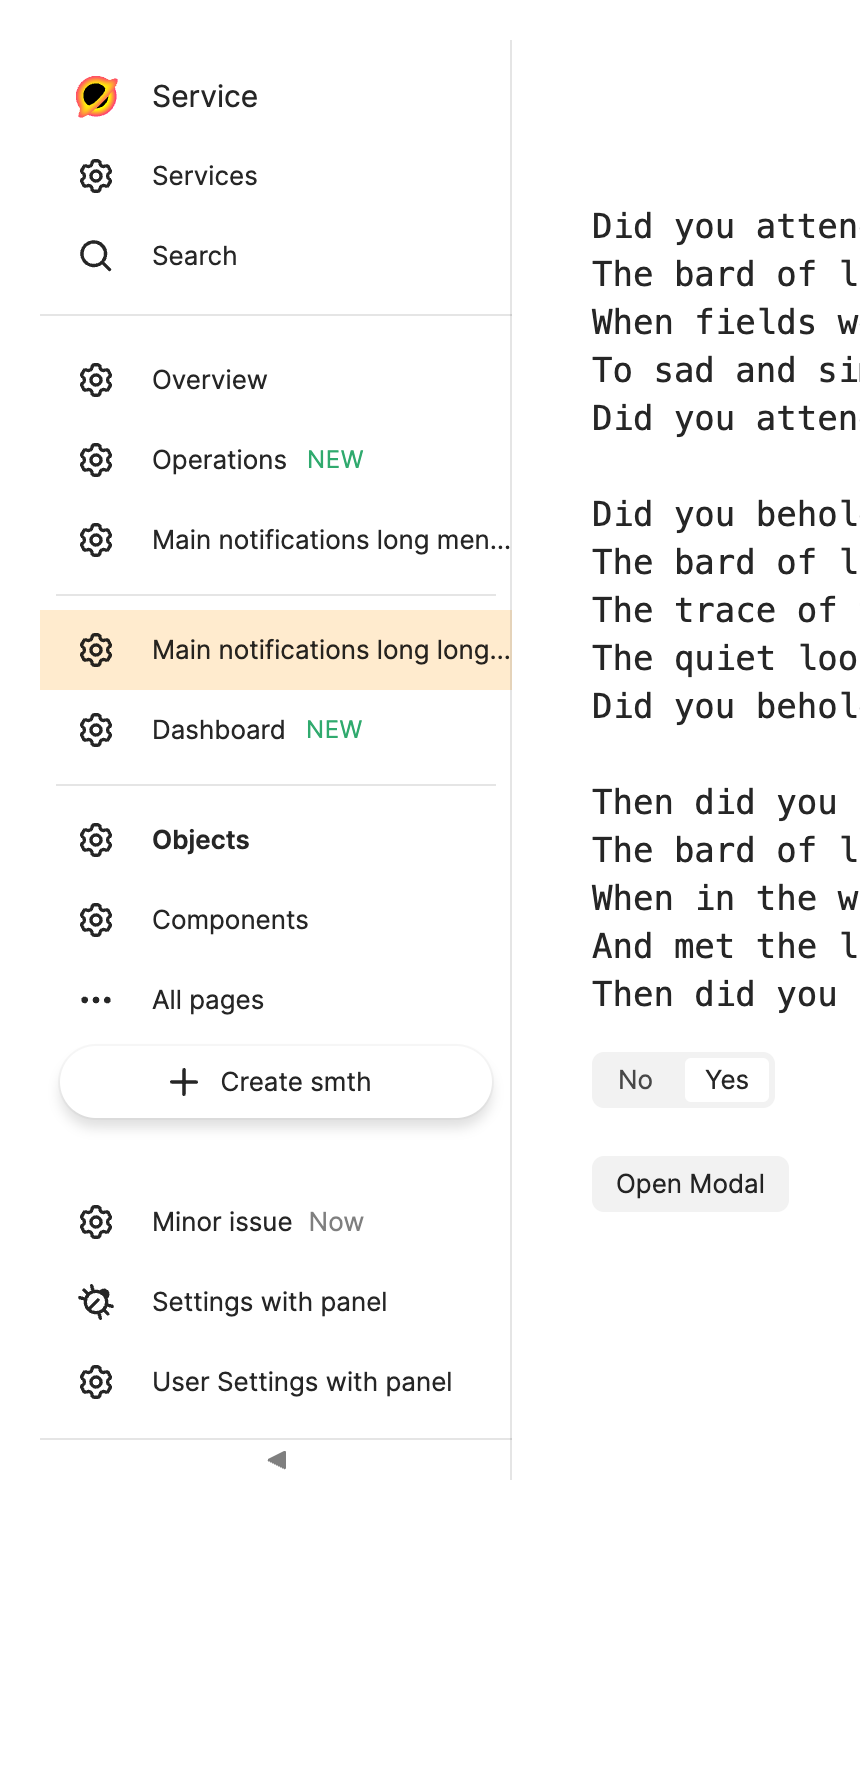 Service
Services
Search
Overview
Operations NEW
Main notifications long men...
Main notifications long long...
Dashboard NEW
Objects
Components
All pages
Create smth
Minor issue Now
Settings with panel
User Settings with panel
Did you atten
The bard of l
When fields w
To sad and si
Did you atten
Did you behol
The bard of l
The trace of
The quiet loo
Did you behol
Then did you
The bard of l
When in the w
And met the l
Then did you
No Yes
Open Modal